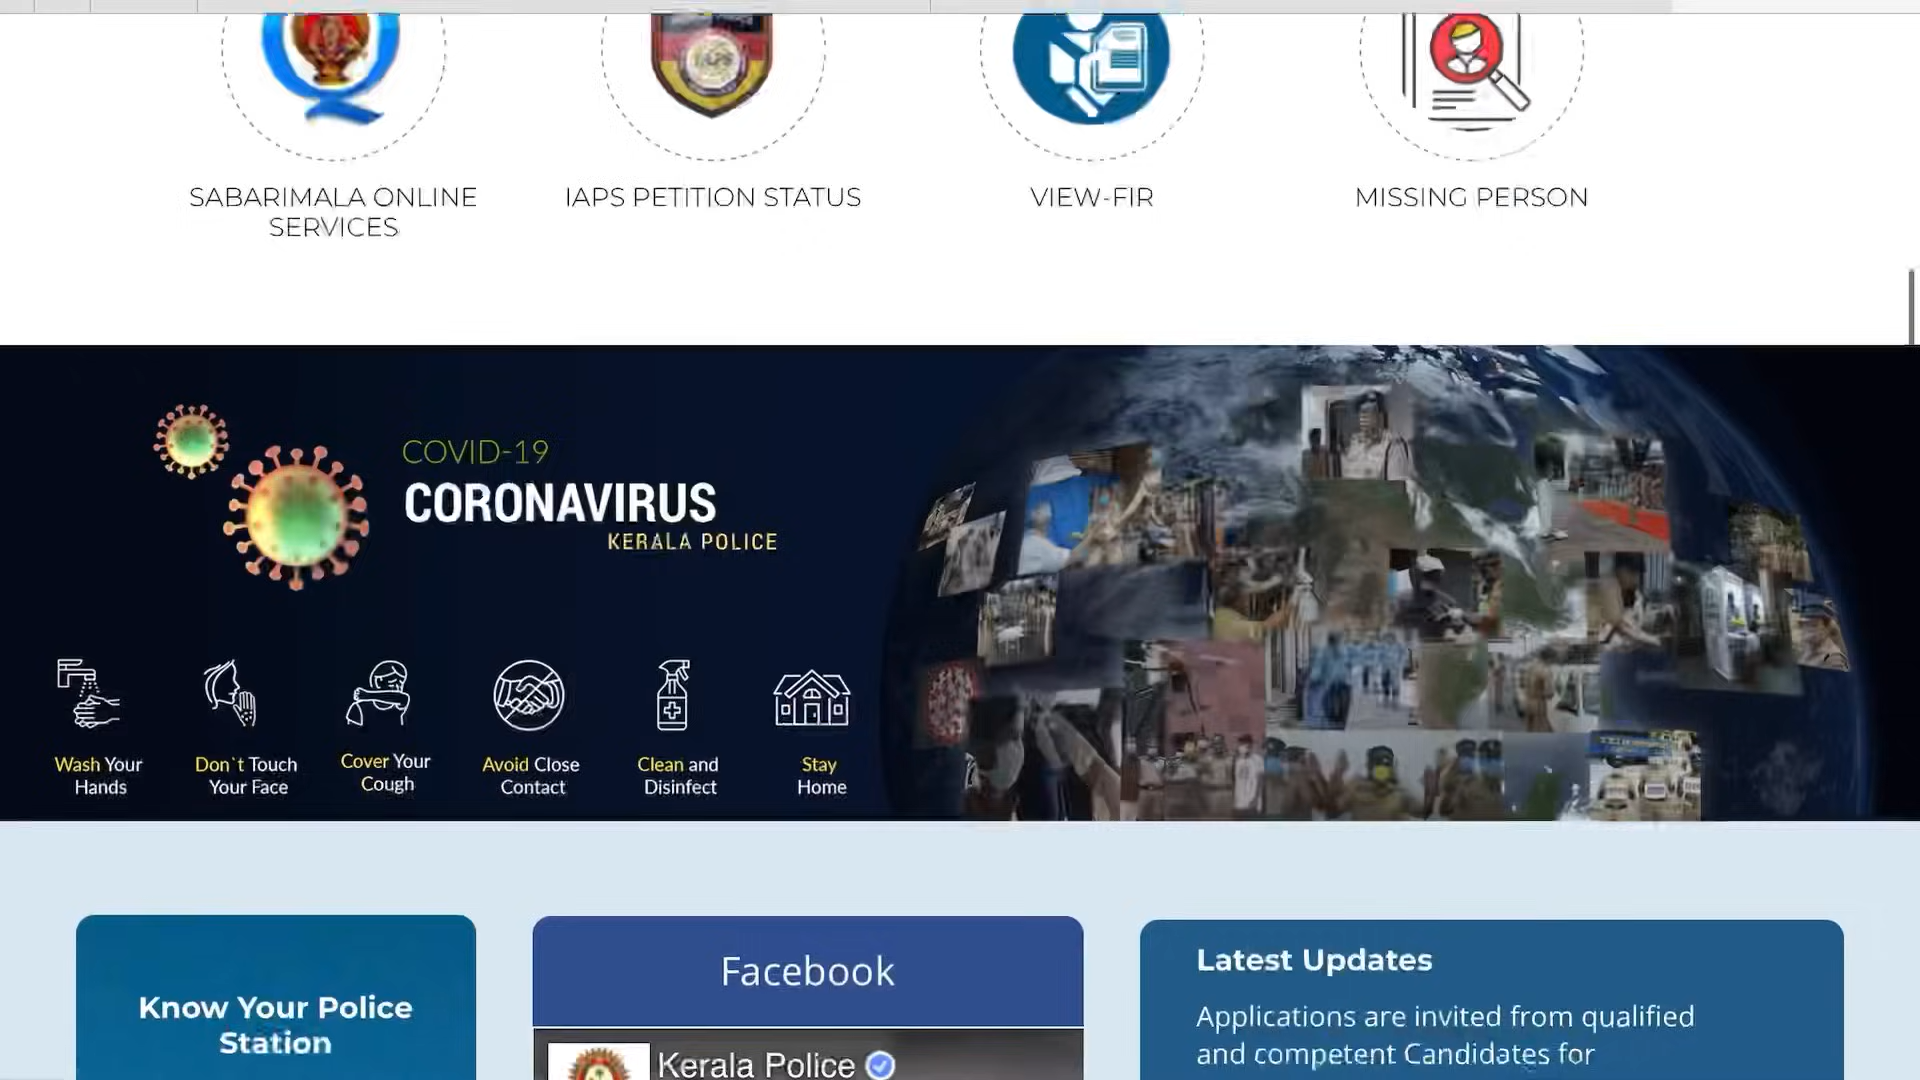 SABARIMALA ONLINE
SERVICES
IAPS PETITION STATUS
VIEW-FIR
MISSING PERSON
COVID-19
CORONAVIRUS
KERALA POLICE
Wash Your
Hands
Don`t Touch
Your Face
Cover Your
Cough
Avoid Close
Contact
Clean and
Disinfect
Stay
Home
Know Your Police
Station
Facebook
Kerala Police
Latest Updates
Applications are invited from qualified
and competent Candidates for